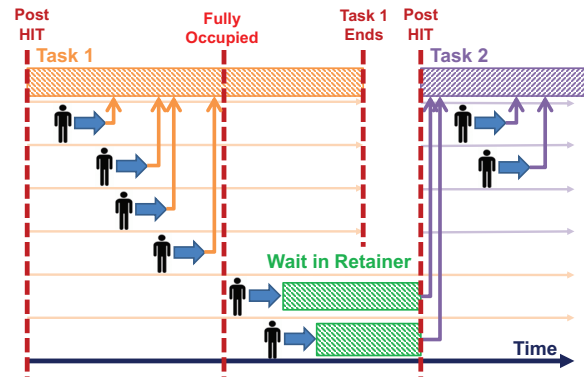 Post
HIT
Fully
Occupied
Task 1
Ends
Post
HIT
Task 1
Task 2
Wait in Retainer
Time